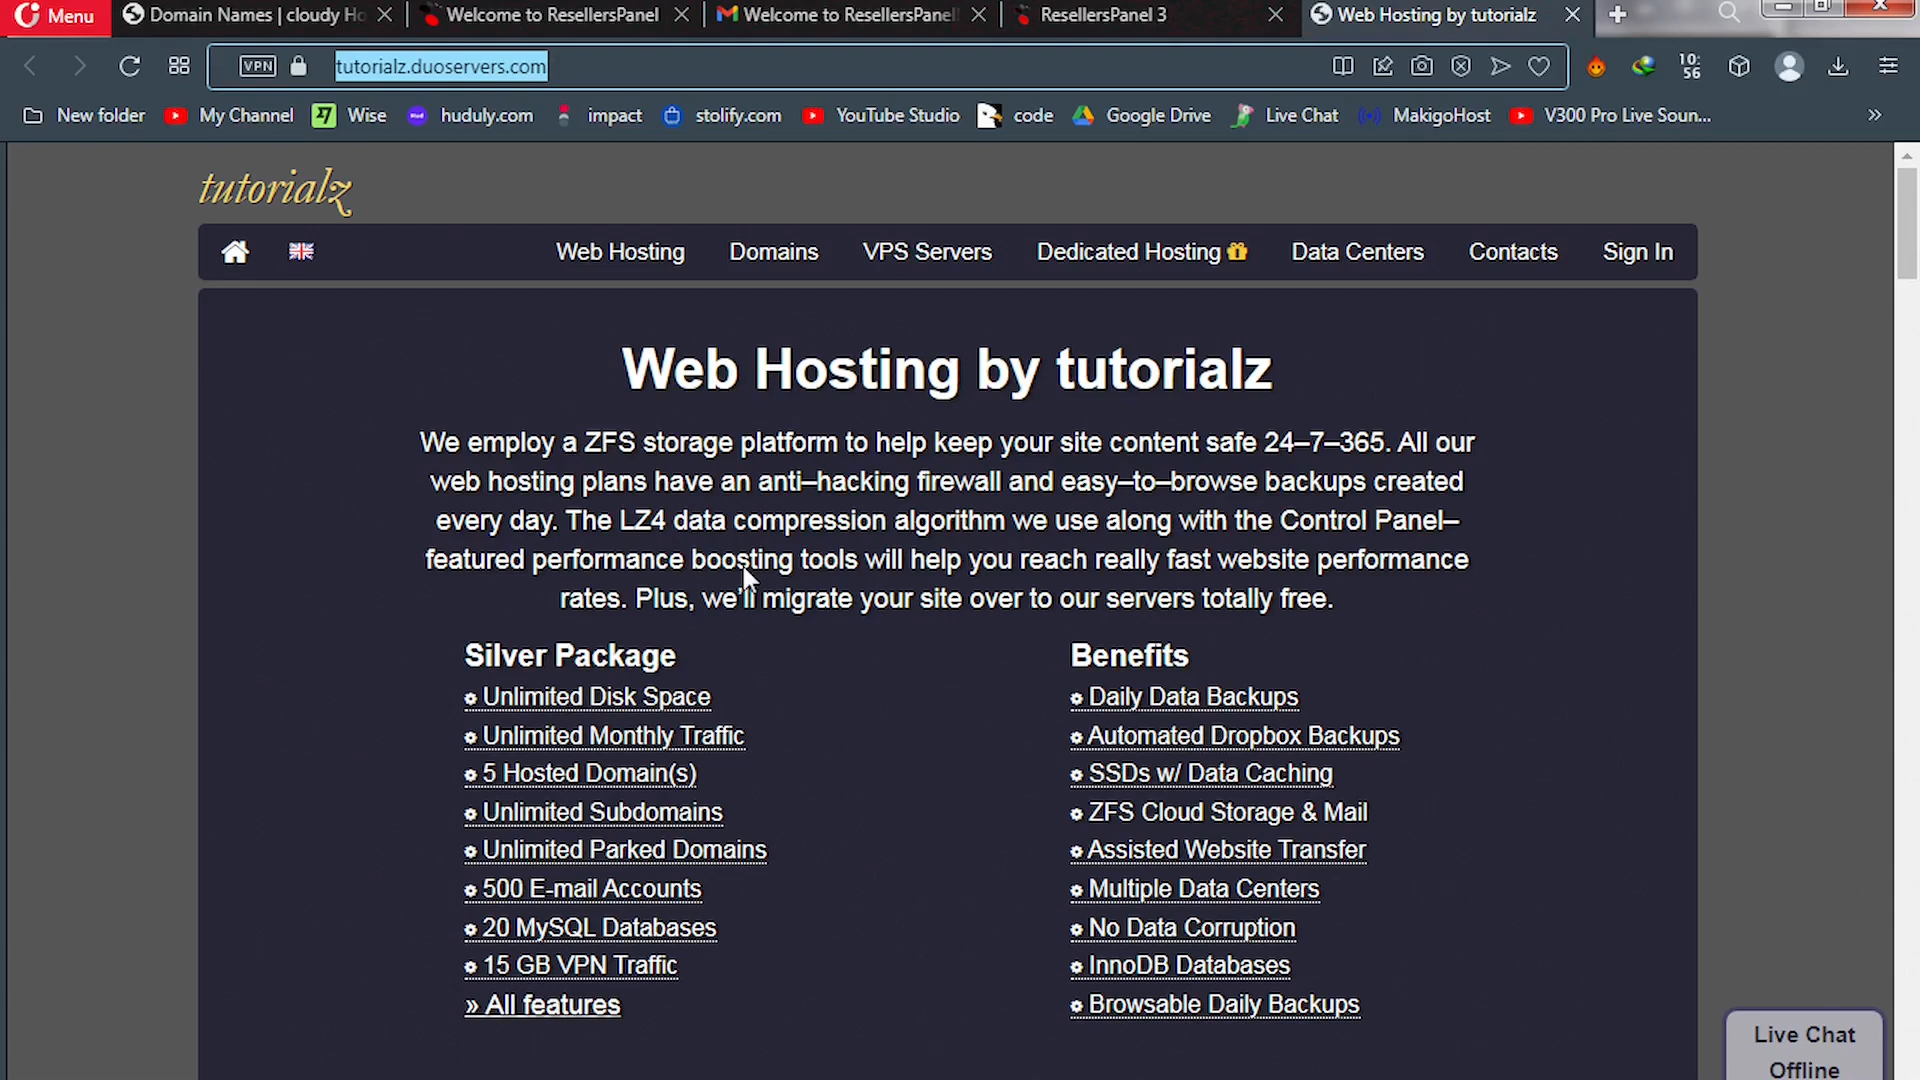 Menu
Domain Names | cloudy Ho
Welcome to ResellersPanel
Welcome to ResellersPanel
ResellersPanel 3
Web Hosting by tutorialz
VPN
tutorialz.duoservers.com
10:
56
New folder
My Channel
Wise
huduly.com
impact
stolify.com
YouTube Studio
code
Google Drive
Live Chat
MakigoHost
V300 Pro Live Soun...
tutorialz
Web Hosting
Domains
VPS Servers
Dedicated Hosting
Data Centers
Contacts
Sign In
Web Hosting by tutorialz
We employ a ZFS storage platform to help keep your site content safe 24–7–365. All our
web hosting plans have an anti–hacking firewall and easy–to–browse backups created
every day. The LZ4 data compression algorithm we use along with the Control Panel–
featured performance boosting tools will help you reach really fast website performance
rates. Plus, we'll migrate your site over to our servers totally free.
Silver Package
Unlimited Disk Space
Unlimited Monthly Traffic
5 Hosted Domain(s)
Unlimited Subdomains
Unlimited Parked Domains
500 E-mail Accounts
20 MySQL Databases
15 GB VPN Traffic
» All features
Benefits
Daily Data Backups
Automated Dropbox Backups
SSDs w/ Data Caching
ZFS Cloud Storage & Mail
Assisted Website Transfer
Multiple Data Centers
No Data Corruption
InnoDB Databases
Browsable Daily Backups
Live Chat
Offline